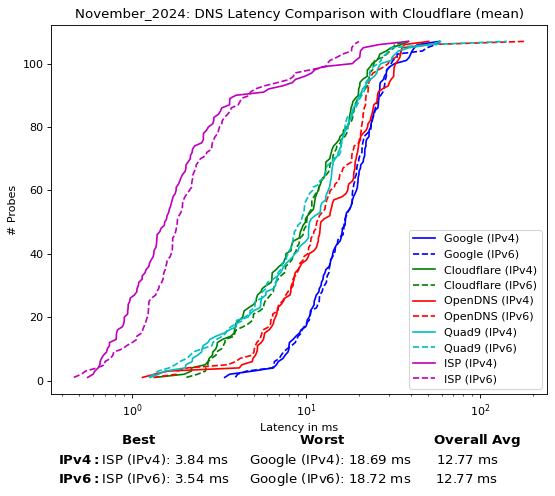 November_2024: DNS Latency Comparison with Cloudflare (mean)
# Probes
100
80
60
40
20
0
Google (IPv4)
Google (IPv6)
Cloudflare (IPv4)
Cloudflare (IPv6)
OpenDNS (IPv4)
OpenDNS (IPv6)
Quad9 (IPv4)
Quad9 (IPv6)
ISP (IPv4)
ISP (IPv6)
10⁰ 10¹ 10²
Latency in ms
Best Worst Overall Avg
IPv4: ISP (IPv4): 3.84 ms Google (IPv4): 18.69 ms 12.77 ms
IPv6: ISP (IPv6): 3.54 ms Google (IPv6): 18.72 ms 12.77 ms